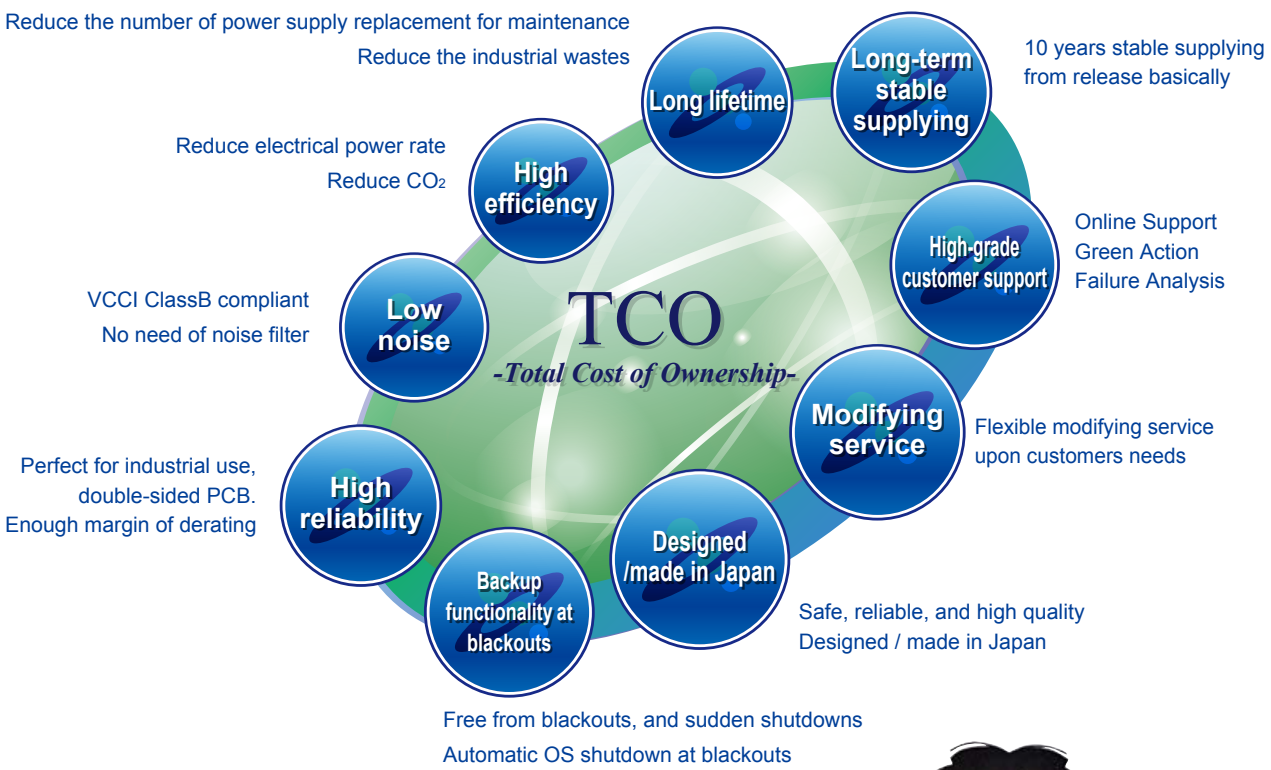 Reduce the number of power supply replacement for maintenance
Reduce the industrial wastes
Long lifetime
Long-term
stable
supplying
10 years stable supplying
from release basically
Reduce electrical power rate
Reduce CO2
High
efficiency
High-grade
customer support
Online Support
Green Action
Failure Analysis
VCCI ClassB compliant
No need of noise filter
Low
noise
TCO
-Total Cost of Ownership-
Modifying
service
Flexible modifying service
upon customers needs
Perfect for industrial use,
double-sided PCB.
Enough margin of derating
High
reliability
Designed
/made in Japan
Safe, reliable, and high quality
Designed / made in Japan
Backup
functionality at
blackouts
Free from blackouts, and sudden shutdowns
Automatic OS shutdown at blackouts